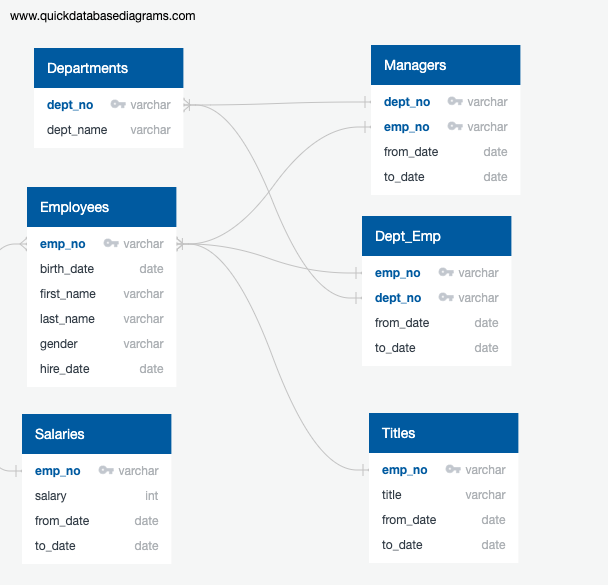 www.quickdatabasediagrams.com
Departments
dept_no varchar
dept_name varchar
Managers
dept_no varchar
emp_no varchar
from_date date
to_date date
Employees
emp_no varchar
birth_date date
first_name varchar
last_name varchar
gender varchar
hire_date date
Dept_Emp
emp_no varchar
dept_no varchar
from_date date
to_date date
Salaries
emp_no varchar
salary int
from_date date
to_date date
Titles
emp_no varchar
title varchar
from_date date
to_date date